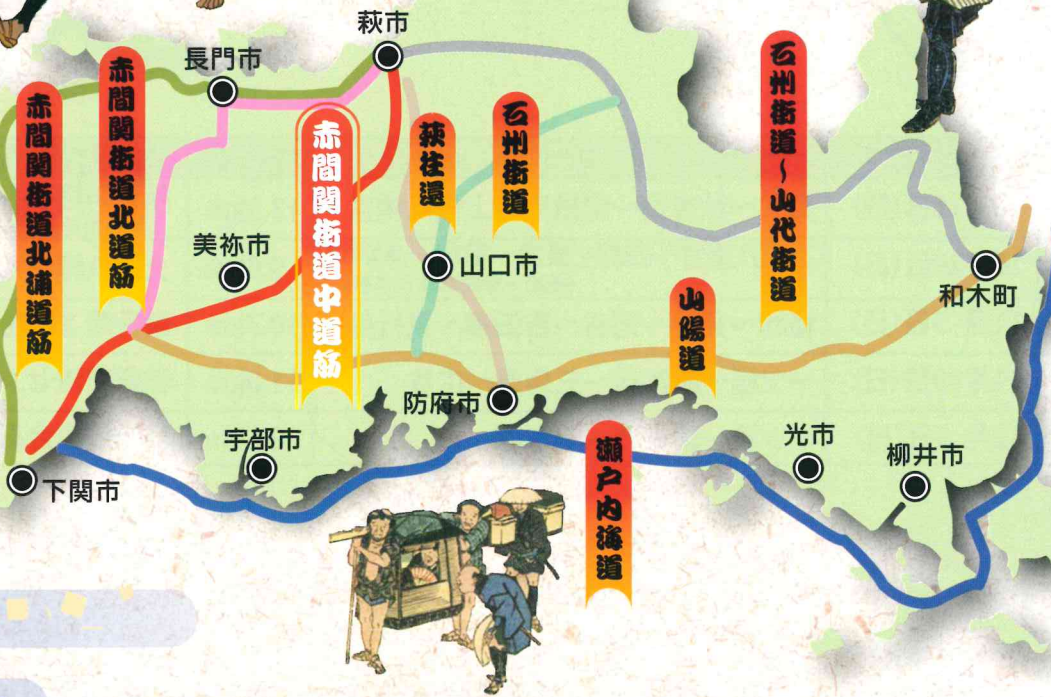 萩市
長門市
赤間関街道北浦道筋
赤間関街道北道筋
赤間関街道中道筋
萩往還
石州街道
石州街道～山代街道
美祢市
山口市
和木町
山陽道
防府市
宇部市
下関市
瀬戸内海道
光市
柳井市